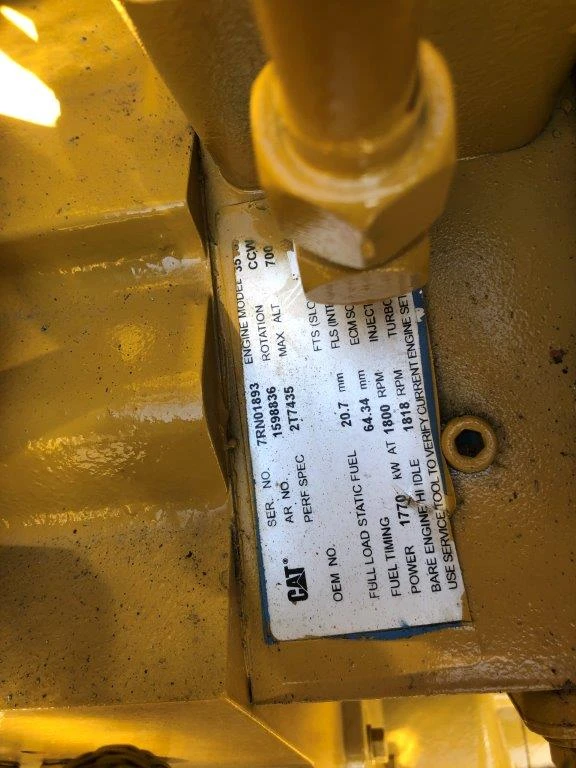 CAT®
SER. NO. 7RN01893 ENGINE MODEL 35
AR NO. 1598836 ROTATION CCW
PERF SPEC 2T7435 MAX ALT 700
OEM NO.
FULL LOAD STATIC FUEL 20.7 mm
FUEL TIMING 64.34 mm
POWER 1770 kW AT 1800 RPM
BARE ENGINE HI IDLE 1818 RPM TURBO
USE SERVICE TOOL TO VERIFY CURRENT ENGINE SET